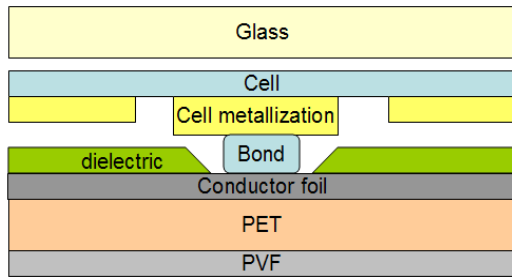 Glass
Cell
Cell metallization
Bond
dielectric
Conductor foil
PET
PVF